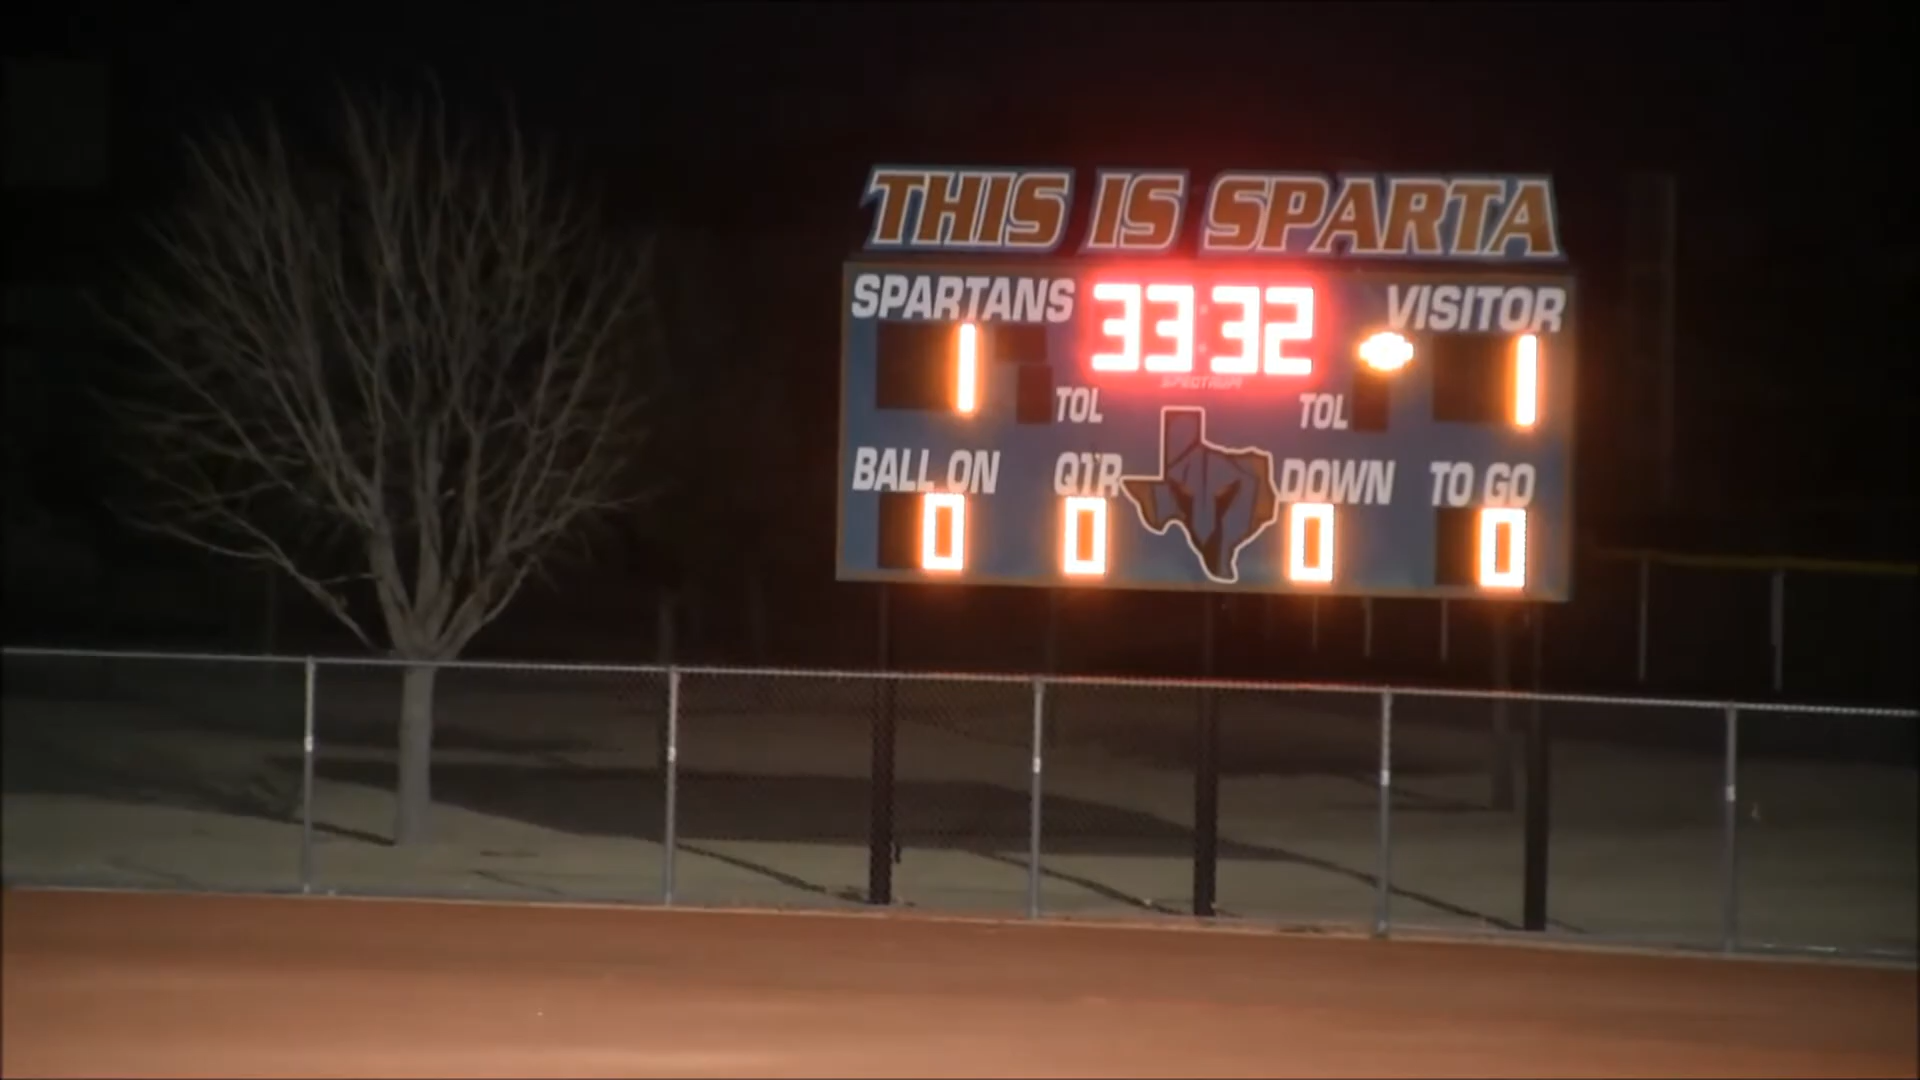 THIS IS SPARTA
SPARTANS 33:32 VISITOR
1 1
SPECTRUM
TOL TOL
BALL ON QTR DOWN TO GO
0 0 0 0